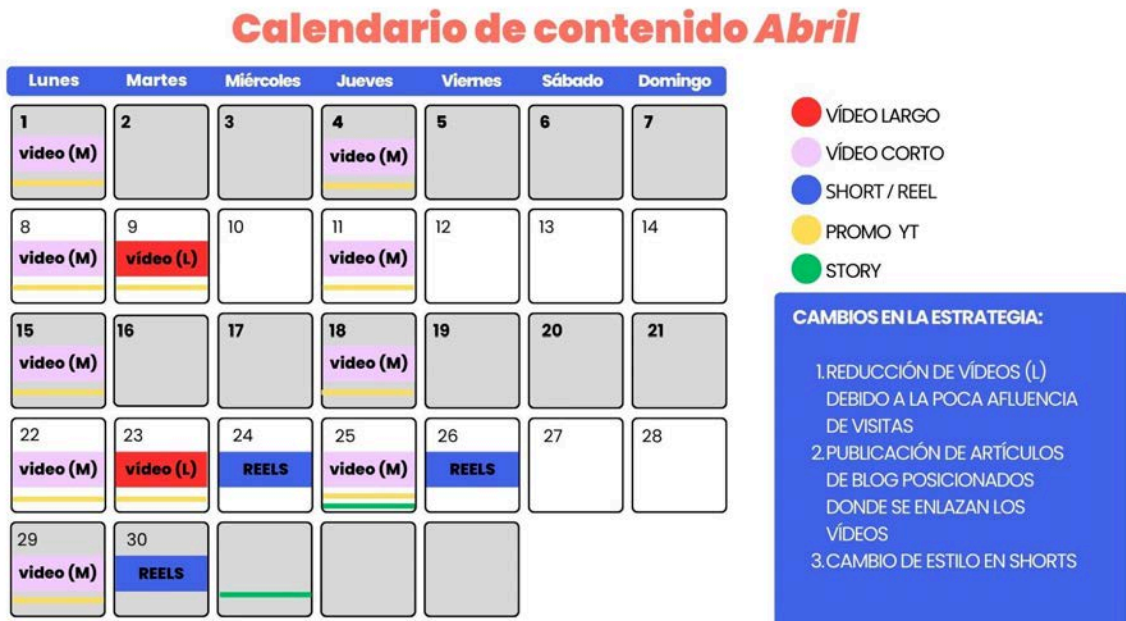 Calendario de contenido Abril
Lunes Martes Miércoles Jueves Viernes Sábado Domingo
1 2 3 4 5 6 7
video (M) video (M)
8 9 10 11 12 13 14
video (M) vídeo (L) video (M)
15 16 17 18 19 20 21
video (M) video (M)
22 23 24 25 26 27 28
video (M) vídeo (L) REELS video (M) REELS
29 30
video (M) REELS
VÍDEO LARGO
VÍDEO CORTO
SHORT / REEL
PROMO YT
STORY
CAMBIOS EN LA ESTRATEGIA:
1.REDUCCIÓN DE VÍDEOS (L)
DEBIDO A LA POCA AFLUENCIA
DE VISITAS
2.PUBLICACIÓN DE ARTÍCULOS
DE BLOG POSICIONADOS
DONDE SE ENLAZAN LOS
VÍDEOS
3.CAMBIO DE ESTILO EN SHORTS